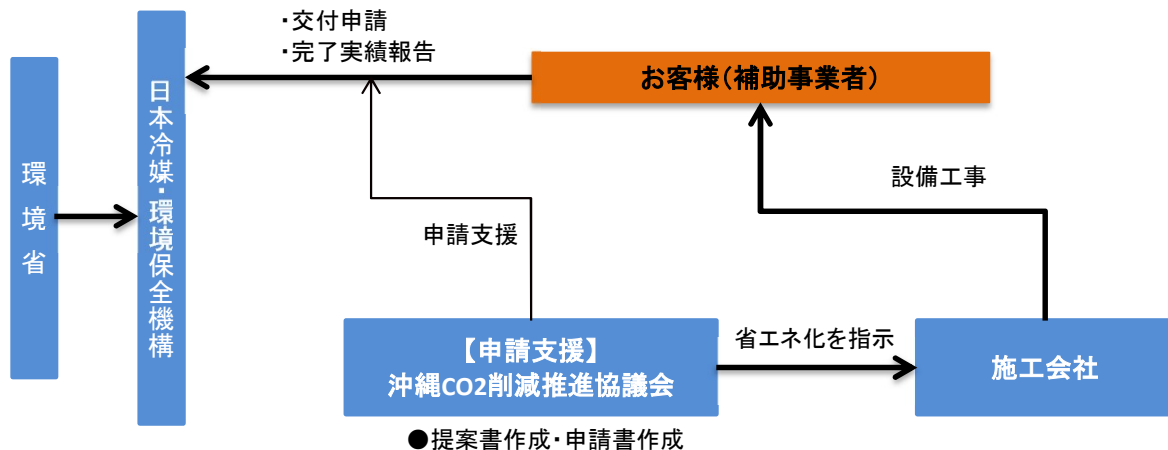 ・交付申請
・完了実績報告
お客様（補助事業者）
環境省
日本冷媒・環境保全機構
設備工事
申請支援
【申請支援】
沖縄CO2削減推進協議会
省エネ化を指示
施工会社
●提案書作成・申請書作成